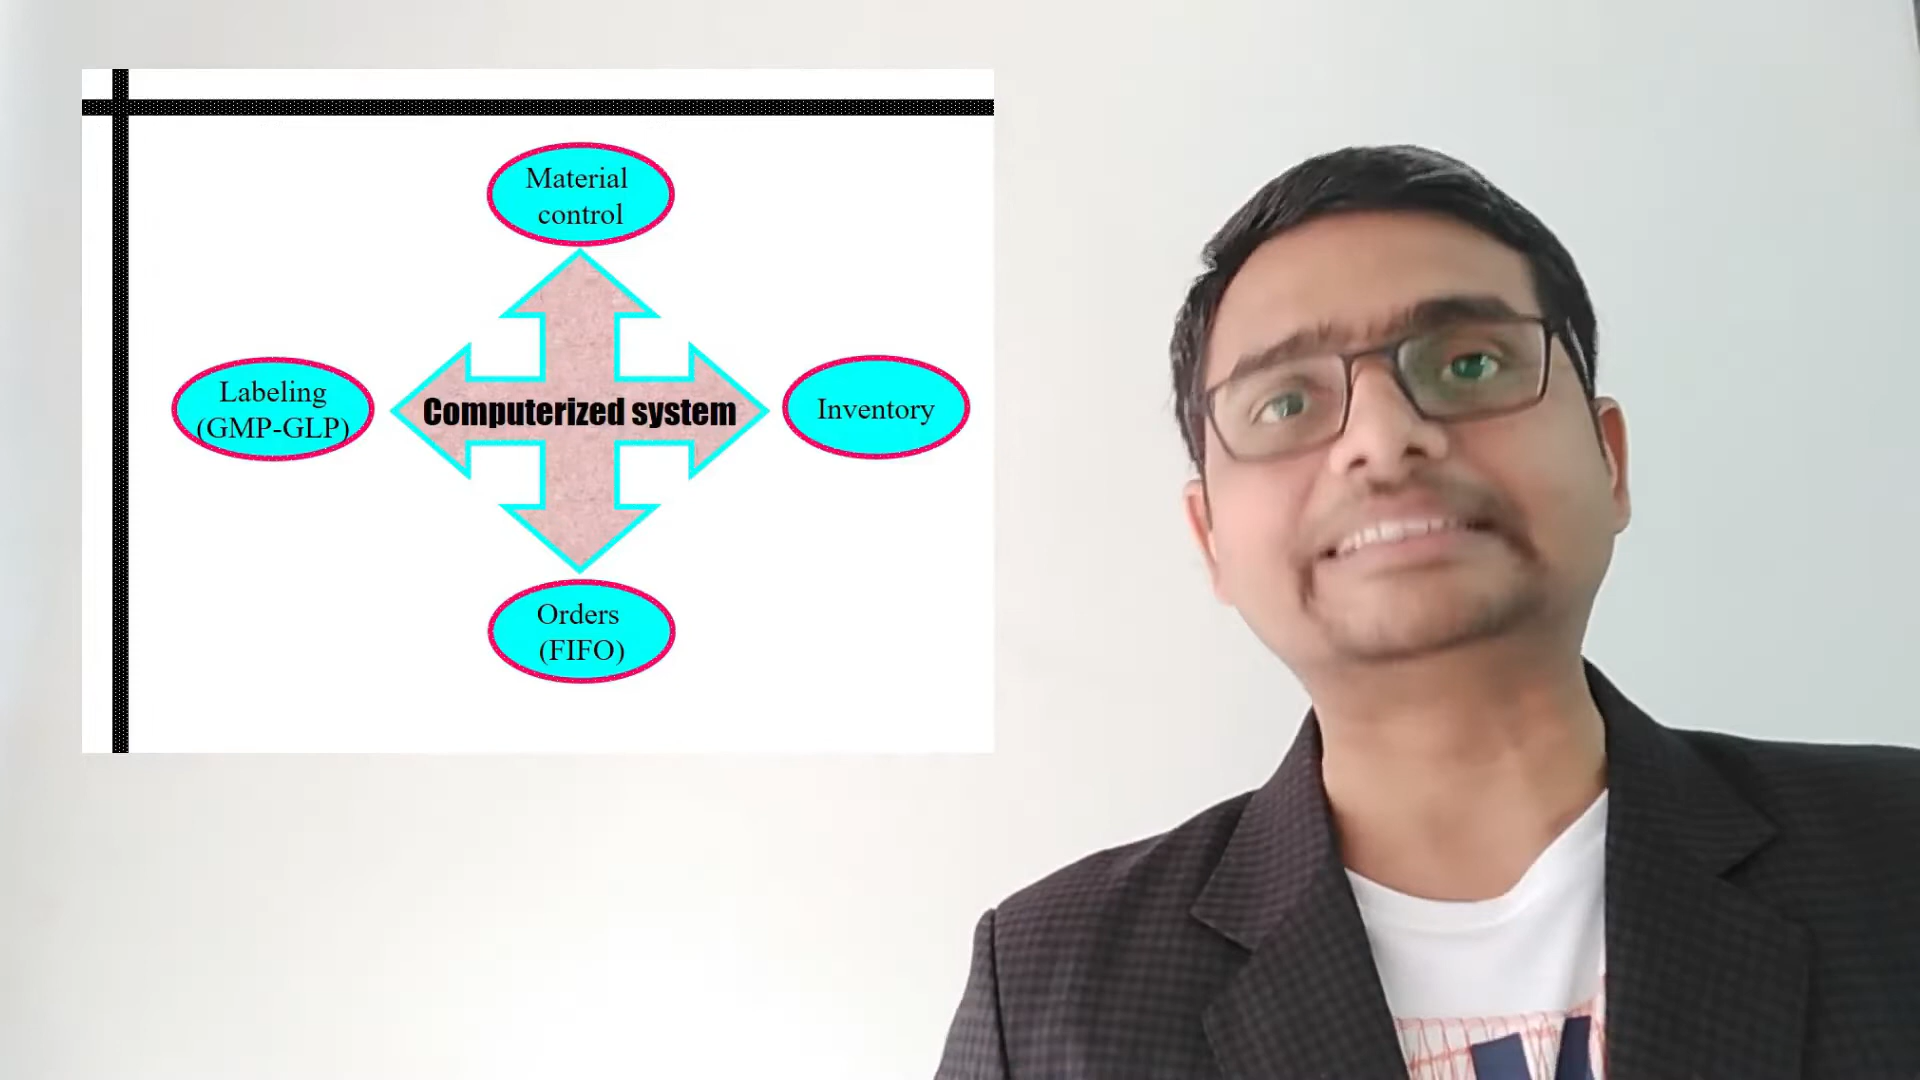 Material
control
Labeling
(GMP-GLP)
Computerized system
Inventory
Orders
(FIFO)